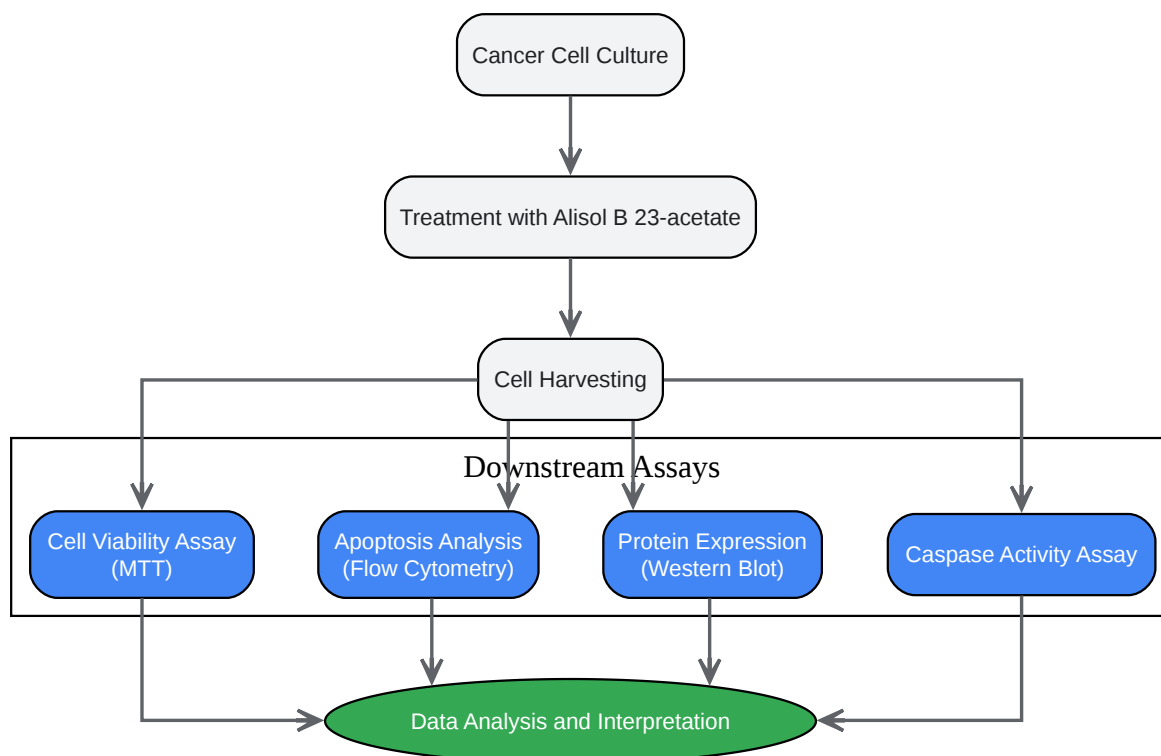 Cancer Cell Culture
Treatment with Alisol B 23-acetate
Cell Harvesting
Downstream Assays
Cell Viability Assay
(MTT)
Apoptosis Analysis
(Flow Cytometry)
Protein Expression
(Western Blot)
Caspase Activity Assay
Data Analysis and Interpretation